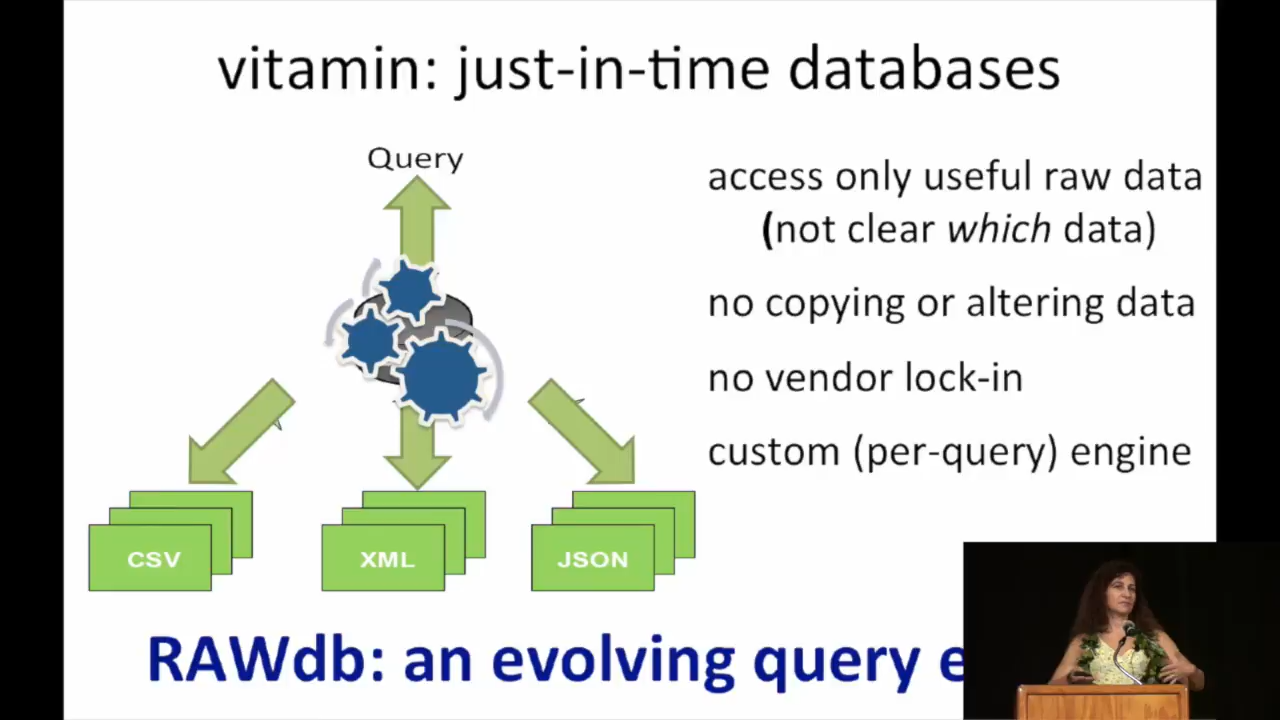 vitamin: just-in-time databases
Query
access only useful raw data
(not clear which data)
no copying or altering data
no vendor lock-in
custom (per-query) engine
CSV
XML
JSON
RAWdb: an evolving query